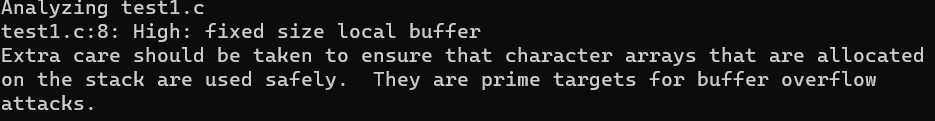 Analyzing test1.c
test1.c:8: High: fixed size local buffer
Extra care should be taken to ensure that character arrays that are allocated
on the stack are used safely.  They are prime targets for buffer overflow
attacks.